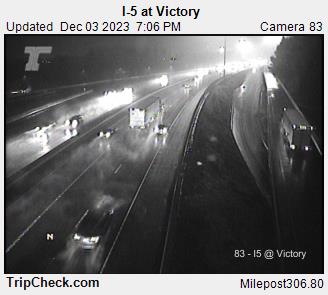 I-5 at Victory
Updated Dec 03 2023 7:06 PM Camera 83
T
N
83 - I5 @ Victory
TripCheck.com Milepost306.80